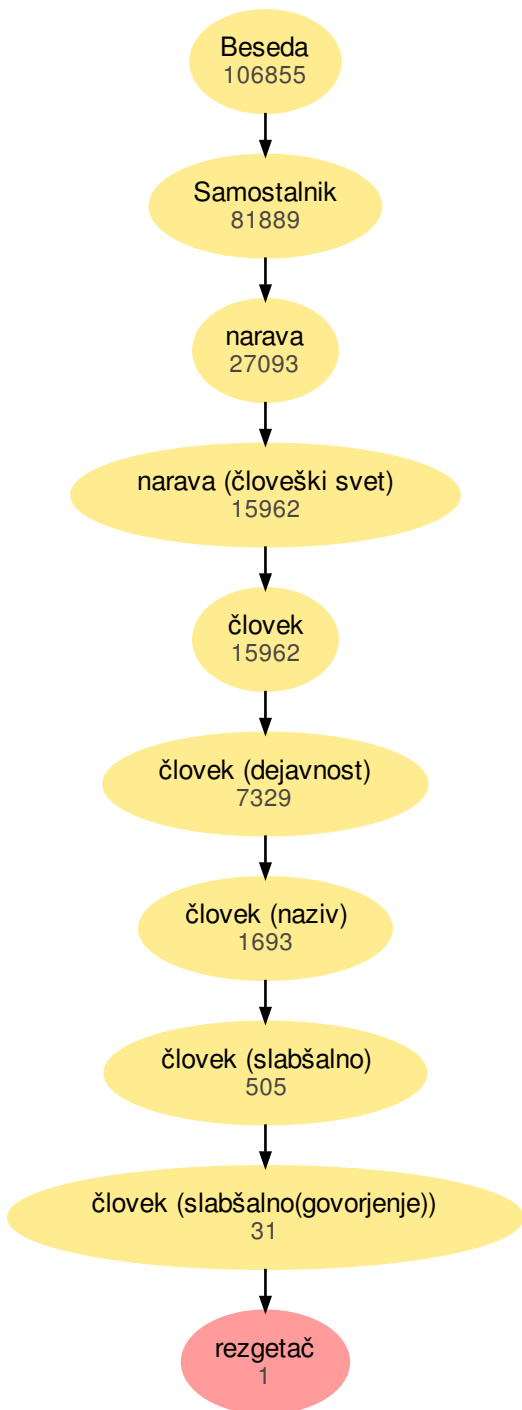 Beseda
106855
Samostalnik
81889
narava
27093
narava (človeški svet)
15962
človek
15962
človek (dejavnost)
7329
človek (naziv)
1693
človek (slabšalno)
505
človek (slabšalno(govorjenje))
31
rezgetač
1